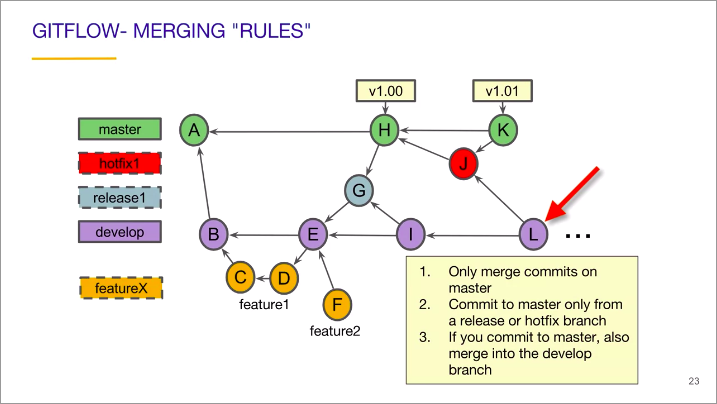 GITFLOW- MERGING "RULES"
v1.00
v1.01
master
A
H
K
hotfix1
J
release1
G
develop
B
E
I
L
...
C
D
featureX
feature1
F
feature2
1. Only merge commits on
master
2. Commit to master only from
a release or hotfix branch
3. If you commit to master, also
merge into the develop
branch
23